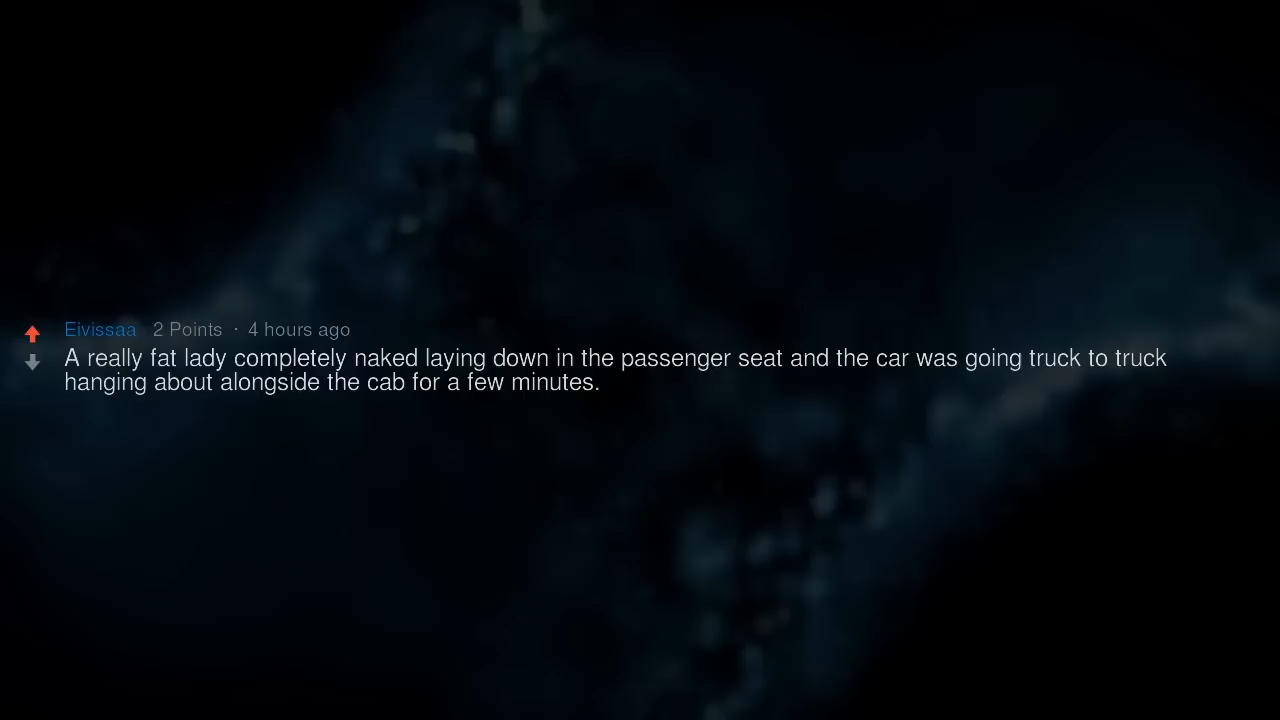 Eivissaa 2 Points · 4 hours ago
A really fat lady completely naked laying down in the passenger seat and the car was going truck to truck
hanging about alongside the cab for a few minutes.